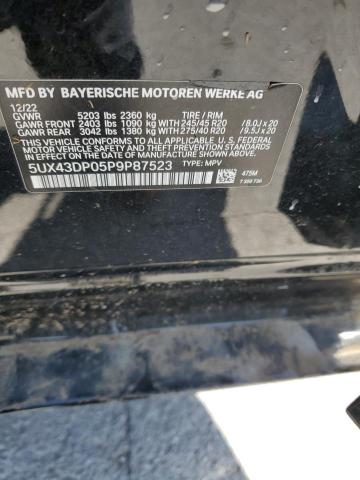 MFD BY BAYERISCHE MOTOREN WERKE AG
12/22
GVWR 5203 lbs 2360 kg TIRE / RIM
GAWR FRONT 2403 lbs 1090 kg WITH 245/45 R20 / 8.0J x 20
GAWR REAR 3042 lbs 1380 kg WITH 275/40 R20 / 9.5J x 20
THIS VEHICLE CONFORMS TO ALL APPLICABLE U.S. FEDERAL
MOTOR VEHICLE SAFETY AND THEFT PREVENTION STANDARDS
IN EFFECT ON THE DATE OF MANUFACTURE SHOWN ABOVE.
5UX43DP05P9P87523 TYPE: MPV
475M